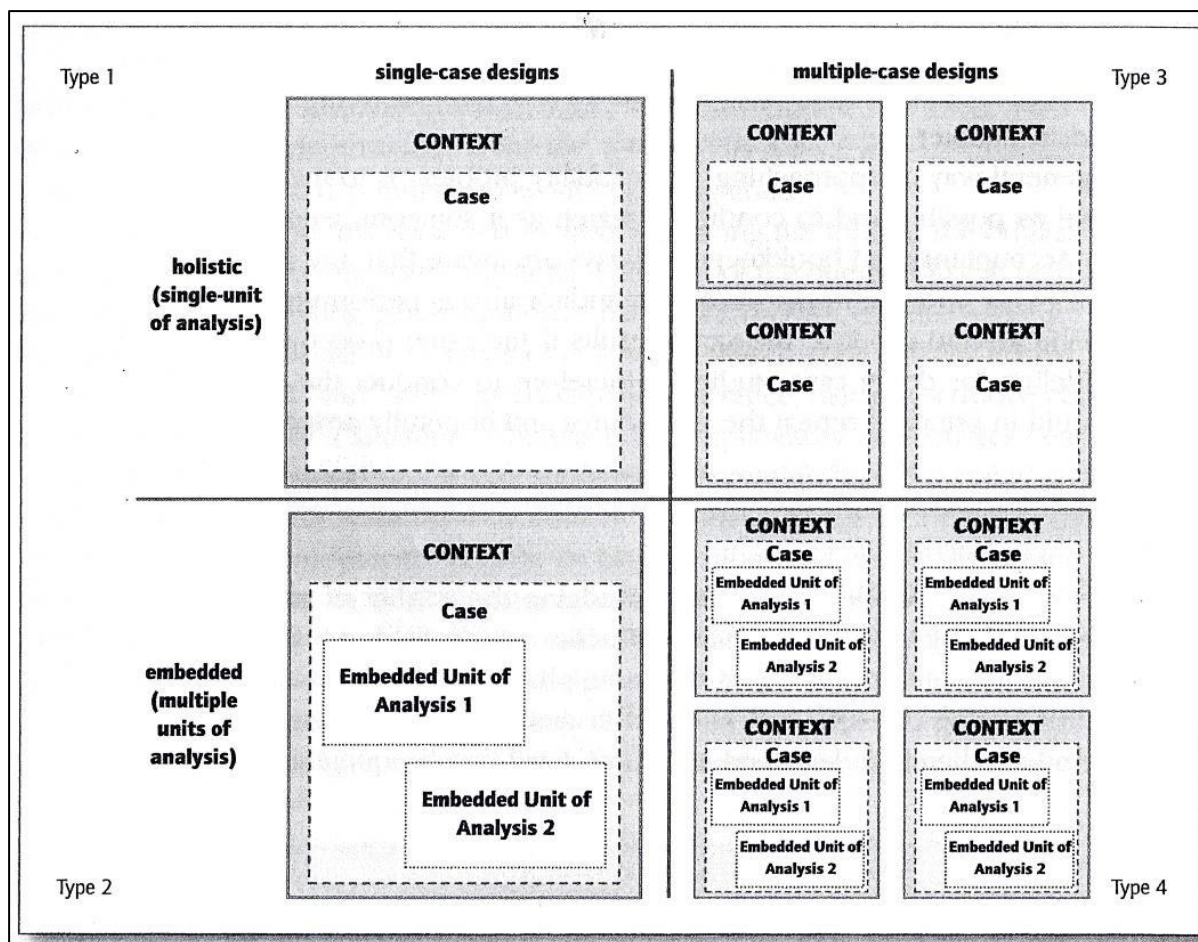 Type 1
single-case designs
multiple-case designs
Type 3
holistic
(single-unit
of analysis)
CONTEXT
Case
CONTEXT
Case
CONTEXT
Case
CONTEXT
Case
CONTEXT
Case
embedded
(multiple
units of
analysis)
CONTEXT
Case
Embedded Unit of
Analysis 1
Embedded Unit of
Analysis 2
CONTEXT
Case
Embedded Unit of
Analysis 1
Embedded Unit of
Analysis 2
CONTEXT
Case
Embedded Unit of
Analysis 1
Embedded Unit of
Analysis 2
CONTEXT
Case
Embedded Unit of
Analysis 1
Embedded Unit of
Analysis 2
CONTEXT
Case
Embedded Unit of
Analysis 1
Embedded Unit of
Analysis 2
Type 2
Type 4